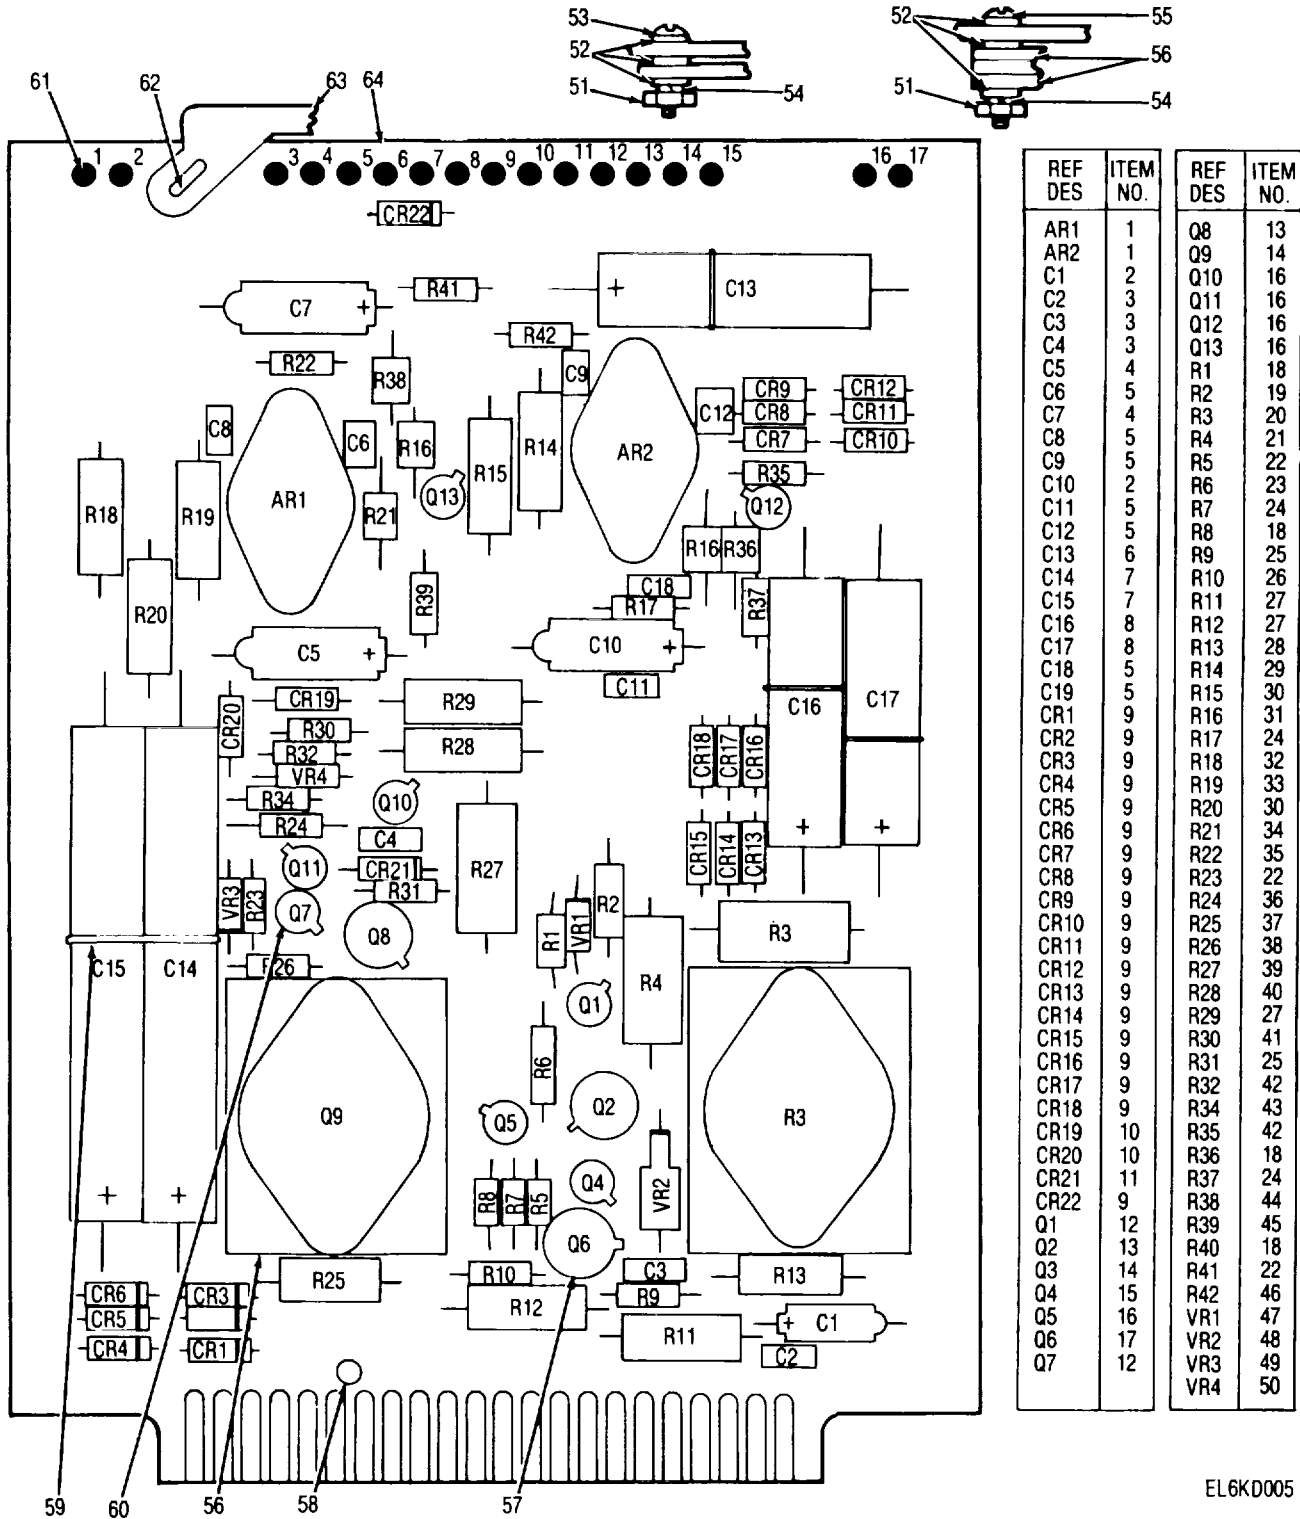 53
52
51
54
52
55
56
51
54
61
62
63
64
1 2 3 4 5 6 7 8 9 10 11 12 13 14 15 16 17
CR22
R41
C7 +
+ C13
R42
R22
R38
C9
CR9
CR12
C12
CR8
CR11
C8
C6
R16
R15
R14
AR2
CR7
CR10
R35
Q13
Q12
AR1
R18
R19
R21
R16
R36
R20
R39
C18
R17
R37
C5 +
C10 +
C11
CR19
R29
CR20
C16
C17
R30
R32
R28
CR18
CR17
CR16
VR4
R34
Q10
R24
C4
+
+
Q11
CR21
R31
R27
CR15
CR14
CR13
VR3
R23
Q7
Q8
R2
R1
VR1
R3
C15
C14
R26
R4
Q1
R6
Q9
Q5
Q2
R3
Q4
R8
R7
R5
VR2
+
+
Q6
R25
R10
C3
R13
CR6
CR3
R12
R9
CR5
R11
+ C1
CR4
CR1
C2
59
60
56
58
57
REF DES ITEM NO. REF DES ITEM NO.
AR1 1 Q8 13
AR2 1 Q9 14
C1 2 Q10 16
C2 3 Q11 16
C3 3 Q12 16
C4 3 Q13 16
C5 4 R1 18
C6 5 R2 19
C7 4 R3 20
C8 5 R4 21
C9 5 R5 22
C10 2 R6 23
C11 5 R7 24
C12 5 R8 18
C13 6 R9 25
C14 7 R10 26
C15 7 R11 27
C16 8 R12 27
C17 8 R13 28
C18 5 R14 29
C19 5 R15 30
CR1 9 R16 31
CR2 9 R17 24
CR3 9 R18 32
CR4 9 R19 33
CR5 9 R20 30
CR6 9 R21 34
CR7 9 R22 35
CR8 9 R23 22
CR9 9 R24 36
CR10 9 R25 37
CR11 9 R26 38
CR12 9 R27 39
CR13 9 R28 40
CR14 9 R29 27
CR15 9 R30 41
CR16 9 R31 25
CR17 9 R32 42
CR18 9 R34 43
CR19 10 R35 42
CR20 10 R36 18
CR21 11 R37 24
CR22 9 R38 44
Q1 12 R39 45
Q2 13 R40 18
Q3 14 R41 22
Q4 15 R42 46
Q5 16 VR1 47
Q6 17 VR2 48
Q7 12 VR3 49
VR4 50
EL6KD005